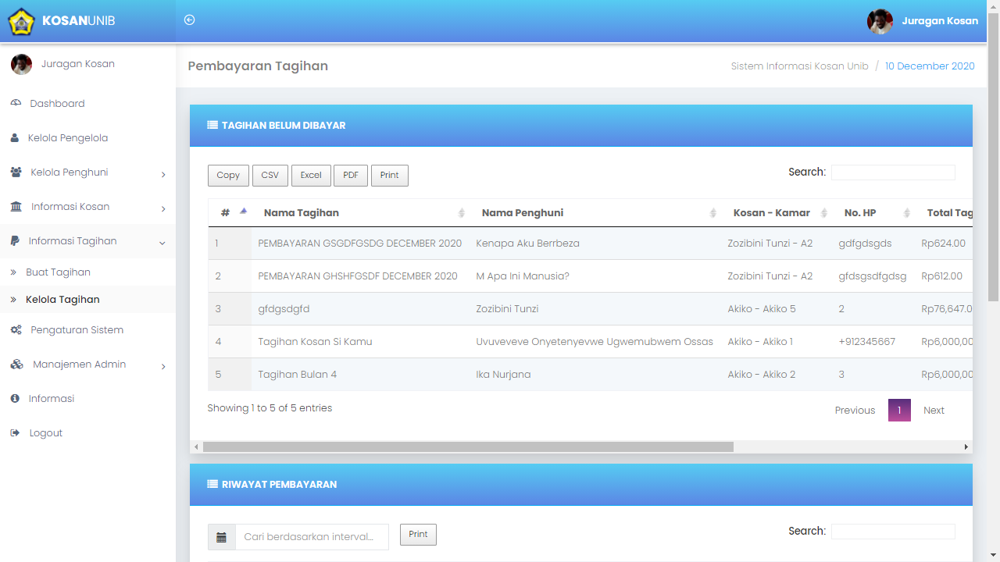 KOSANUNIB
Juragan Kosan
Juragan Kosan
Dashboard
Kelola Pengelola
Kelola Penghuni
Informasi Kosan
Informasi Tagihan
Buat Tagihan
Kelola Tagihan
Pengaturan Sistem
Manajemen Admin
Informasi
Logout
Pembayaran Tagihan
Sistem Informasi Kosan Unib / 10 December 2020
TAGIHAN BELUM DIBAYAR
Copy CSV Excel PDF Print Search:
# Nama Tagihan Nama Penghuni Kosan - Kamar No. HP Total Tag
1 PEMBAYARAN GSGDFGSDG DECEMBER 2020 Kenapa Aku Berrbeza Zozibini Tunzi - A2 gdfgdsgds Rp624.00
2 PEMBAYARAN GHSHFGSDF DECEMBER 2020 M Apa Ini Manusia? Zozibini Tunzi - A2 gfdsgsdfgdsg Rp612.00
3 gfdgsdgfd Zozibini Tunzi Akiko - Akiko 5 2 Rp76,647.0
4 Tagihan Kosan Si Kamu Uvuveveve Onyetenyevwe Ugwemubwem Ossas Akiko - Akiko 1 +912345667 Rp6,000,00
5 Tagihan Bulan 4 Ika Nurjana Akiko - Akiko 2 3 Rp6,000,00
Showing 1 to 5 of 5 entries Previous 1 Next
RIWAYAT PEMBAYARAN
Cari berdasarkan interval... Print Search: